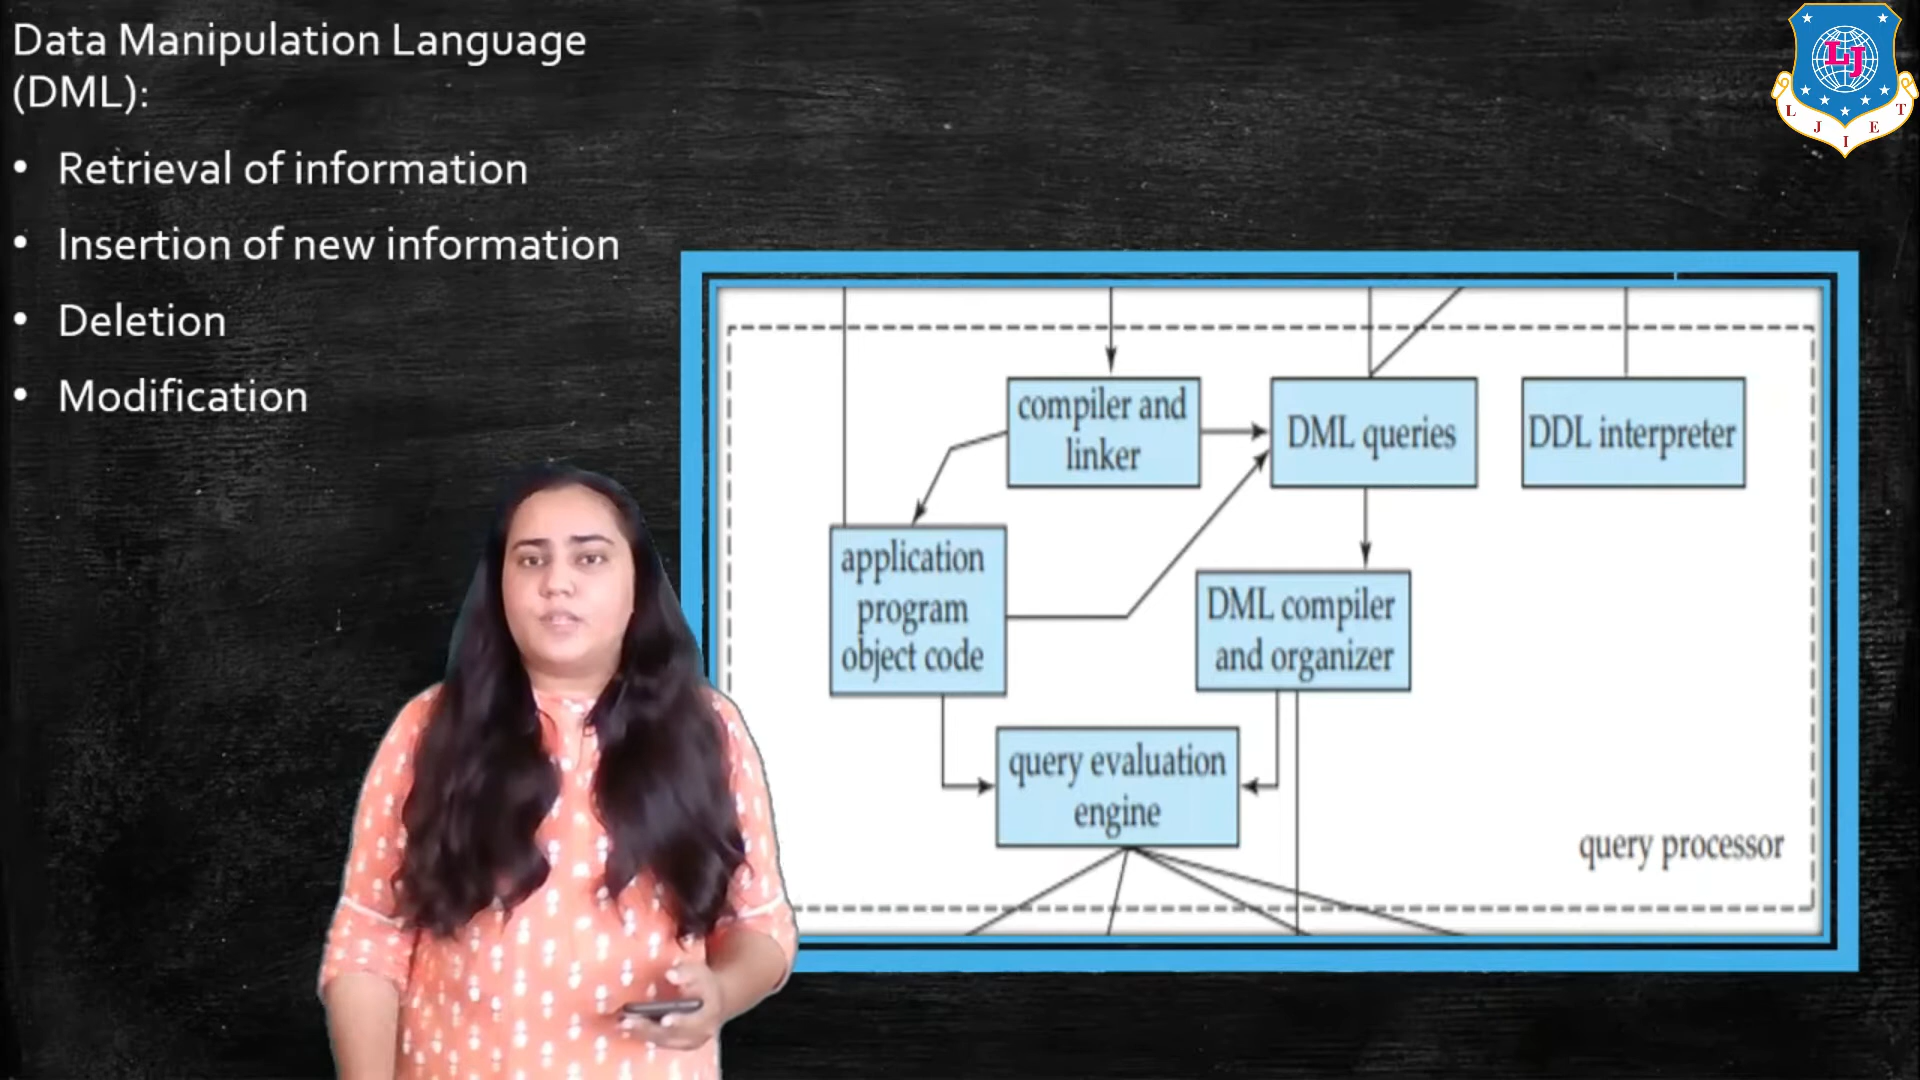 Data Manipulation Language
(DML):
• Retrieval of information
• Insertion of new information
• Deletion
• Modification
LJ
L J I E T
compiler and
linker
DML queries
DDL interpreter
application
program
object code
DML compiler
and organizer
query evaluation
engine
query processor